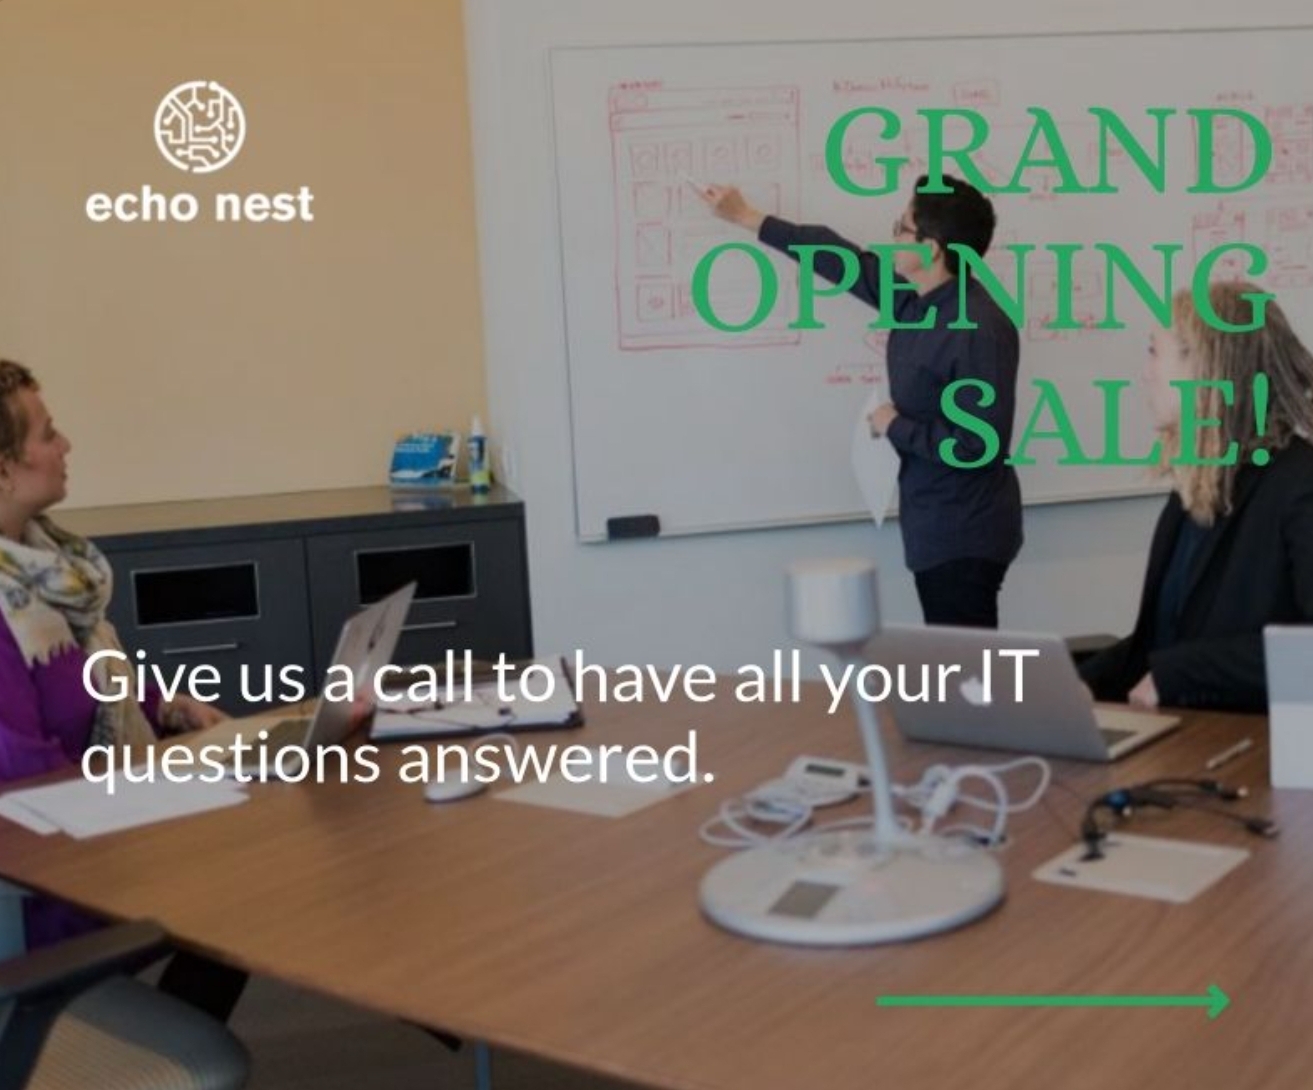 echo nest
GRAND
OPENING
SALE!
Give us a call to have all your IT
questions answered.